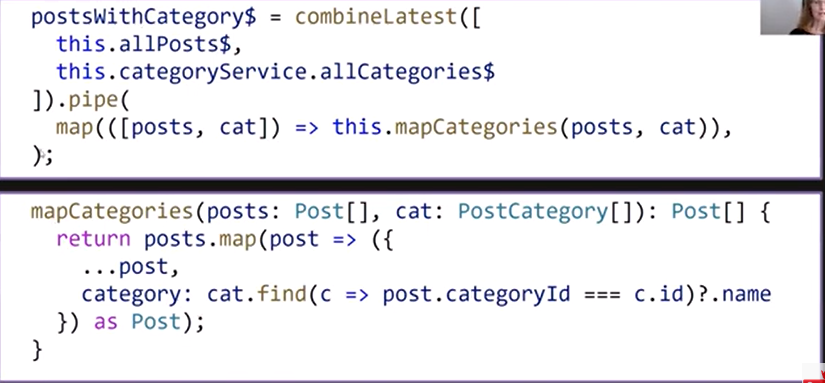 postsWithCategory$ = combineLatest([
  this.allPosts$,
  this.categoryService.allCategories$
]).pipe(
  map(([posts, cat]) => this.mapCategories(posts, cat)),
);
mapCategories(posts: Post[], cat: PostCategory[]): Post[] {
  return posts.map(post => ({
    ...post,
    category: cat.find(c => post.categoryId === c.id)?.name
  }) as Post);
}